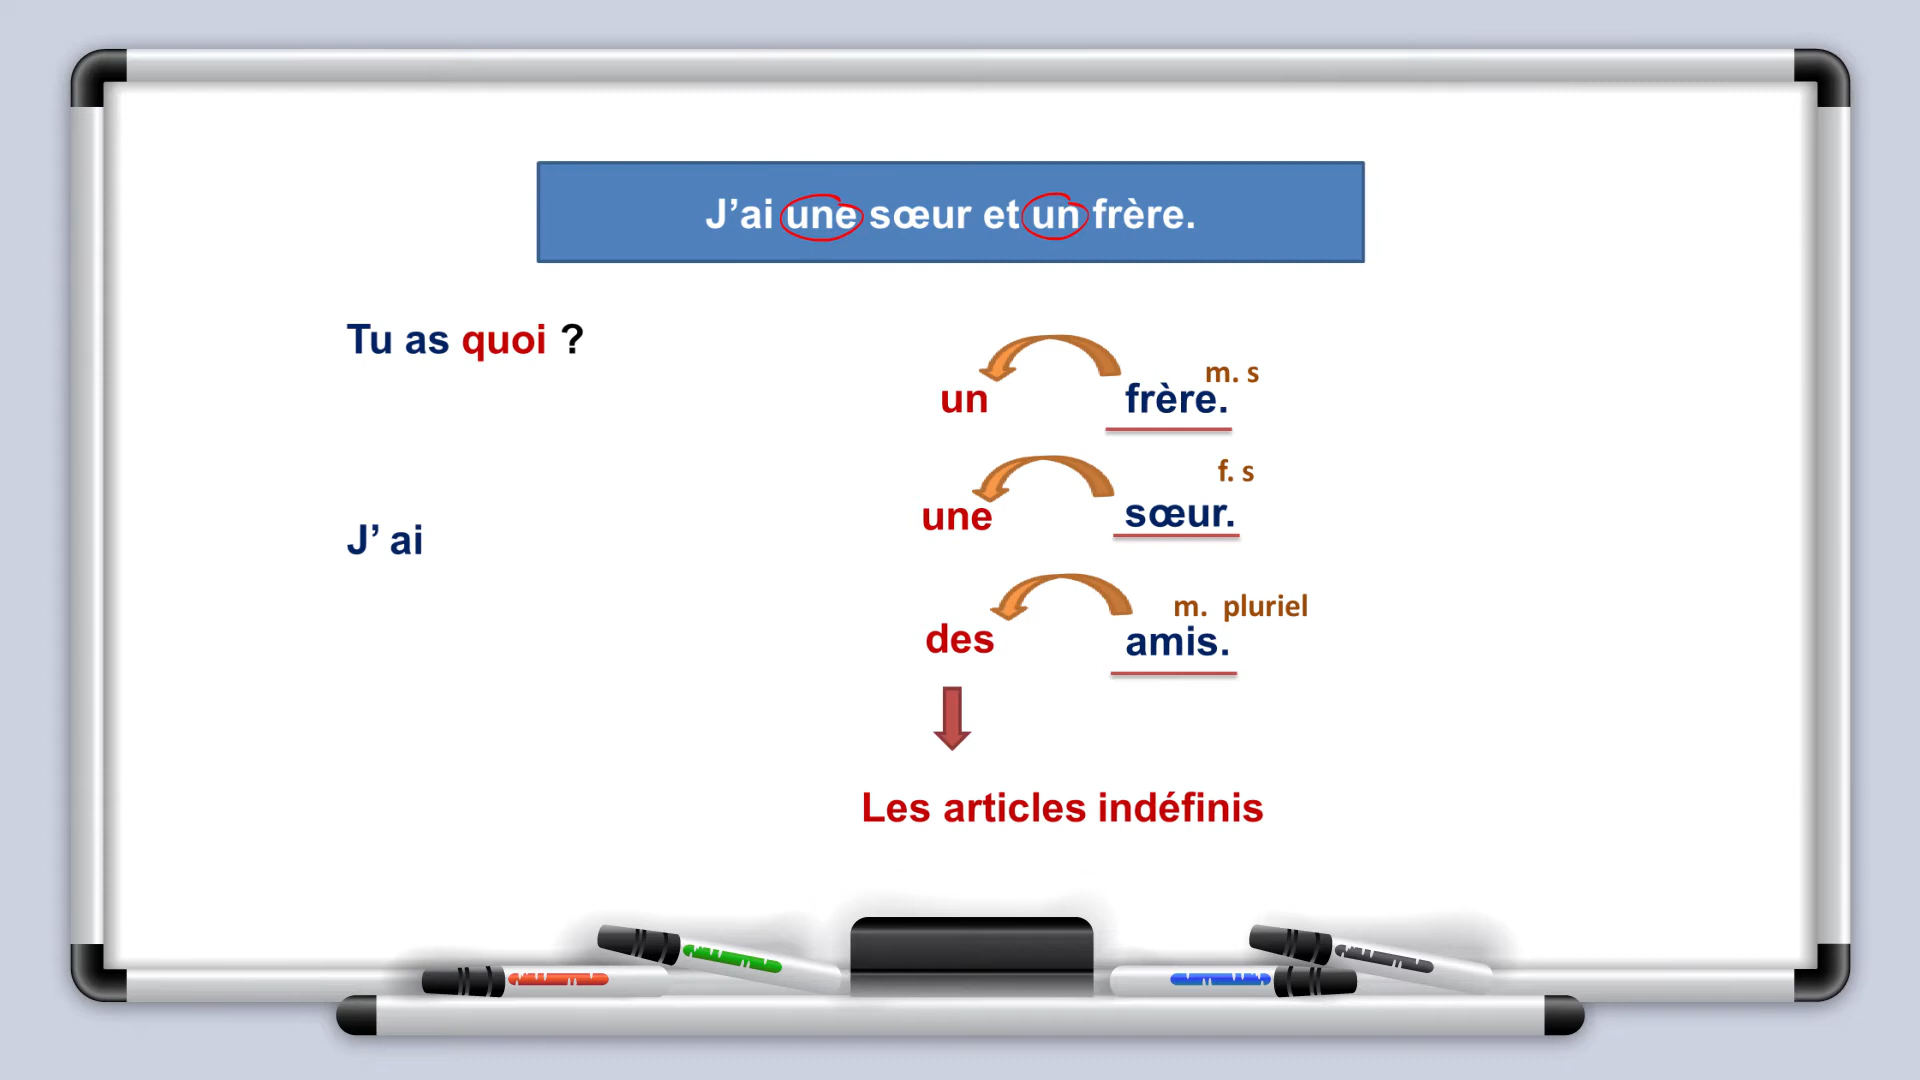 J’ai une sœur et un frère.
Tu as quoi ?
m. s
un frère.
f. s
une sœur.
J’ ai
m. pluriel
des amis.
Les articles indéfinis